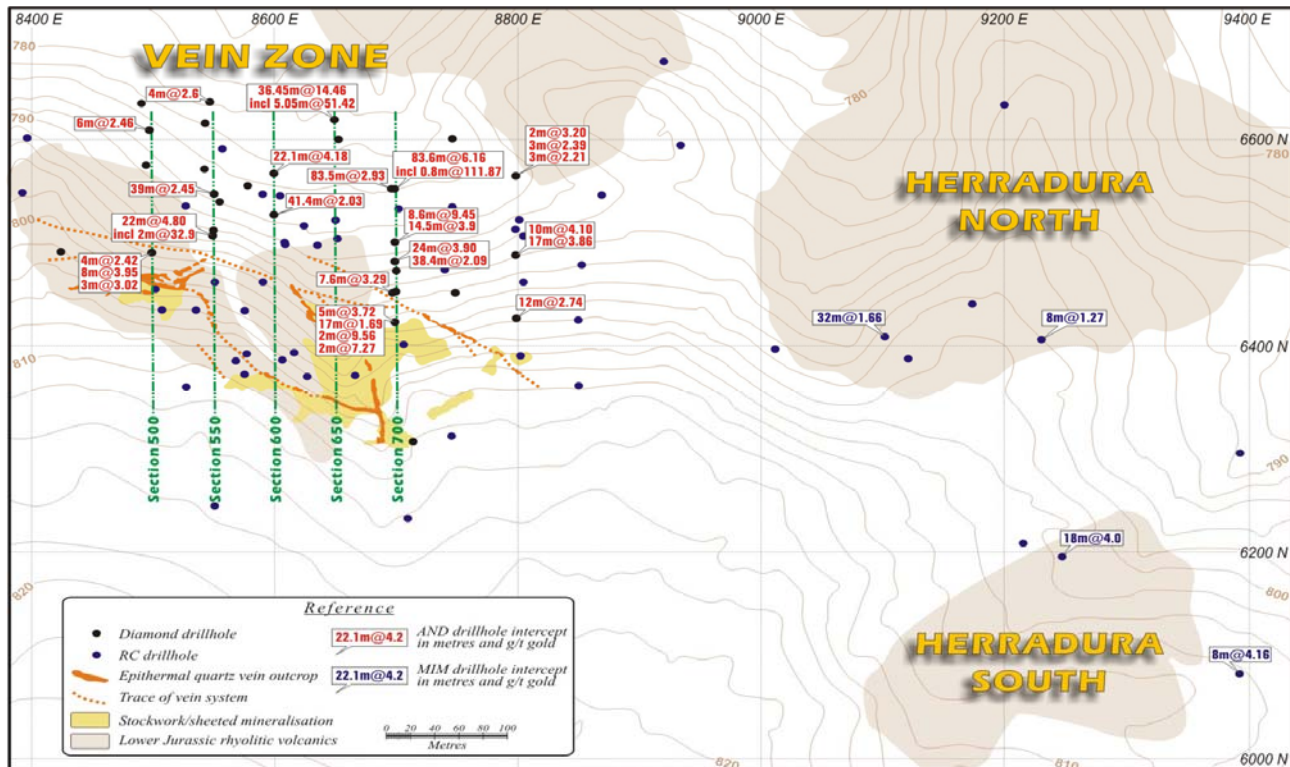 8400 E
8600 E
8800 E
9000 E
9200 E
9400 E
780
VEIN ZONE
4m@2.6
36.45m@14.46
incl 5.05m@51.42
780
790
6m@2.46
2m@3.20
3m@2.39
3m@2.21
6600 N
780
22.1m@4.18
83.6m@6.16
incl 0.8m@111.87
83.5m@2.93
HERRADURA
NORTH
39m@2.45
41.4m@2.03
800
22m@4.80
incl 2m@32.9
8.6m@9.45
14.5m@3.9
10m@4.10
17m@3.86
4m@2.42
8m@3.95
3m@3.02
24m@3.90
38.4m@2.09
7.6m@3.29
12m@2.74
5m@3.72
17m@1.69
2m@9.56
2m@7.27
32m@1.66
8m@1.27
810
6400 N
Section 500
Section 550
Section 600
Section 650
Section 700
790
18m@4.0
6200 N
820
800
Reference
Diamond drillhole
RC drillhole
Epithermal quartz vein outcrop
Trace of vein system
Stockwork/sheeted mineralisation
Lower Jurassic rhyolitic volcanics
22.1m@4.2
AND drillhole intercept
in metres and g/t gold
22.1m@4.2
MIM drillhole intercept
in metres and g/t gold
0 20 40 60 80 100
Metres
HERRADURA
SOUTH
8m@4.16
820
810
6000 N